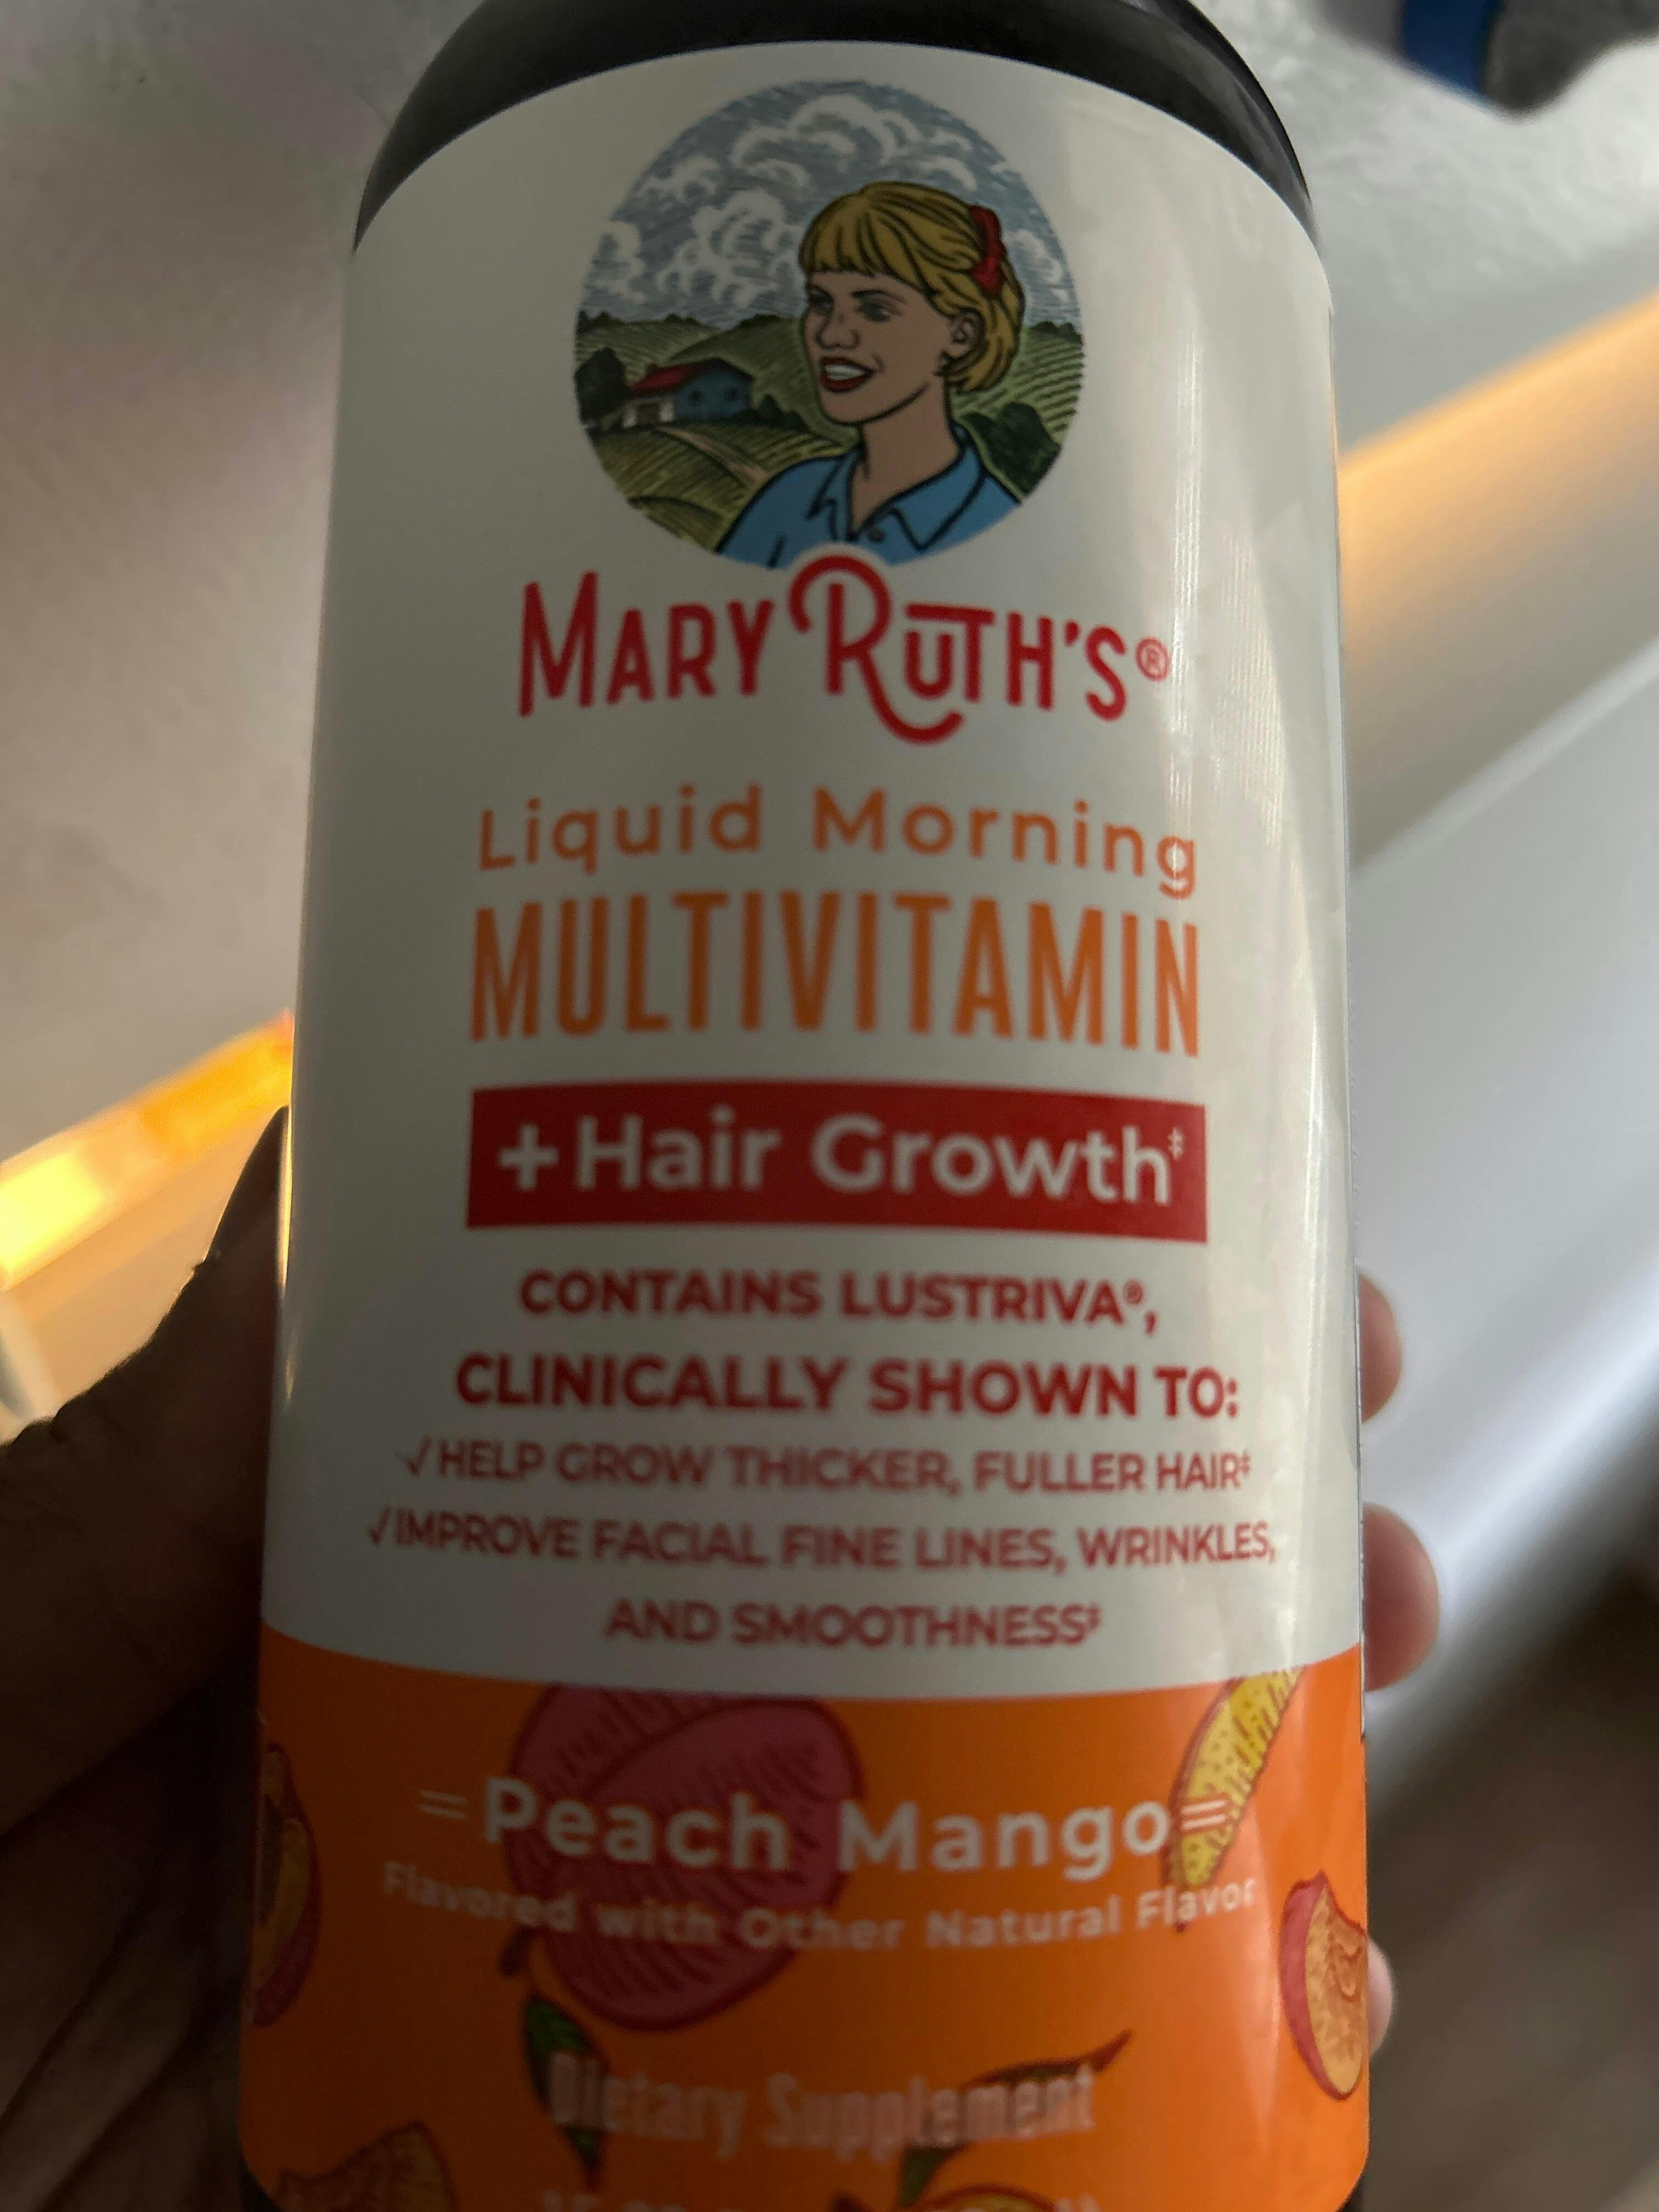 MARY RUTH'S®
Liquid Morning
MULTIVITAMIN
+Hair Growth‡
CONTAINS LUSTRIVA®,
CLINICALLY SHOWN TO:
√HELP GROW THICKER, FULLER HAIR‡
√IMPROVE FACIAL FINE LINES, WRINKLES,
AND SMOOTHNESS‡
=Peach Mango=
Flavored with Other Natural Flavor
Dietary Supplement